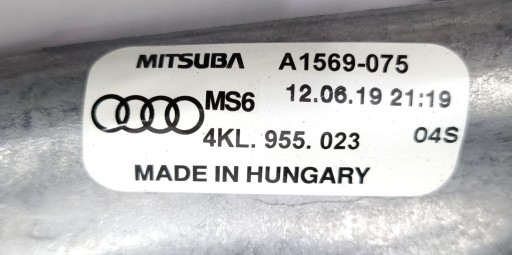 MITSUBA A1569-075
MS6 12.06.19 21:19
4KL. 955. 023 04S
MADE IN HUNGARY